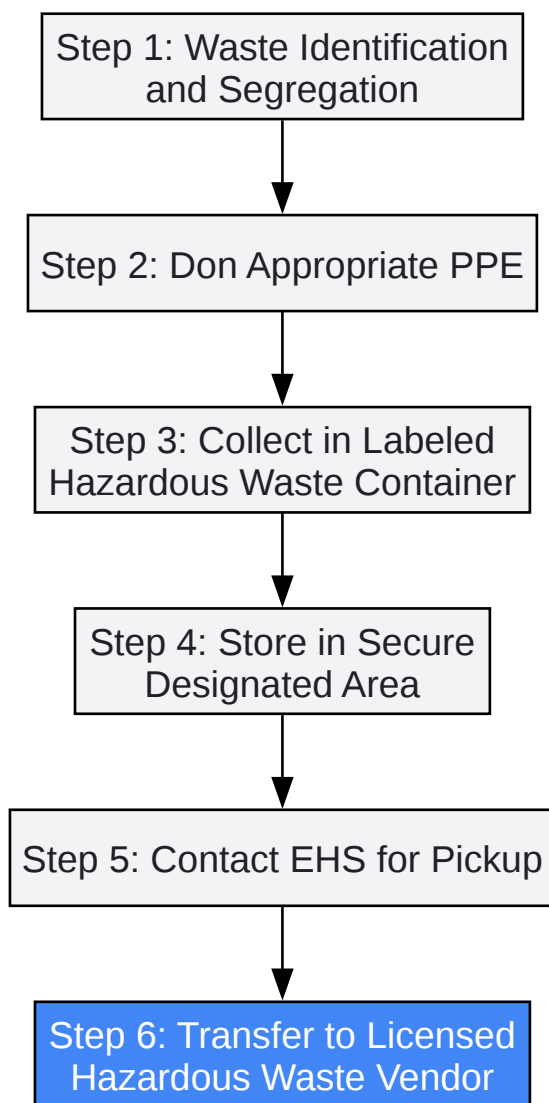 Step 1: Waste Identification
and Segregation
Step 2: Don Appropriate PPE
Step 3: Collect in Labeled
Hazardous Waste Container
Step 4: Store in Secure
Designated Area
Step 5: Contact EHS for Pickup
Step 6: Transfer to Licensed
Hazardous Waste Vendor